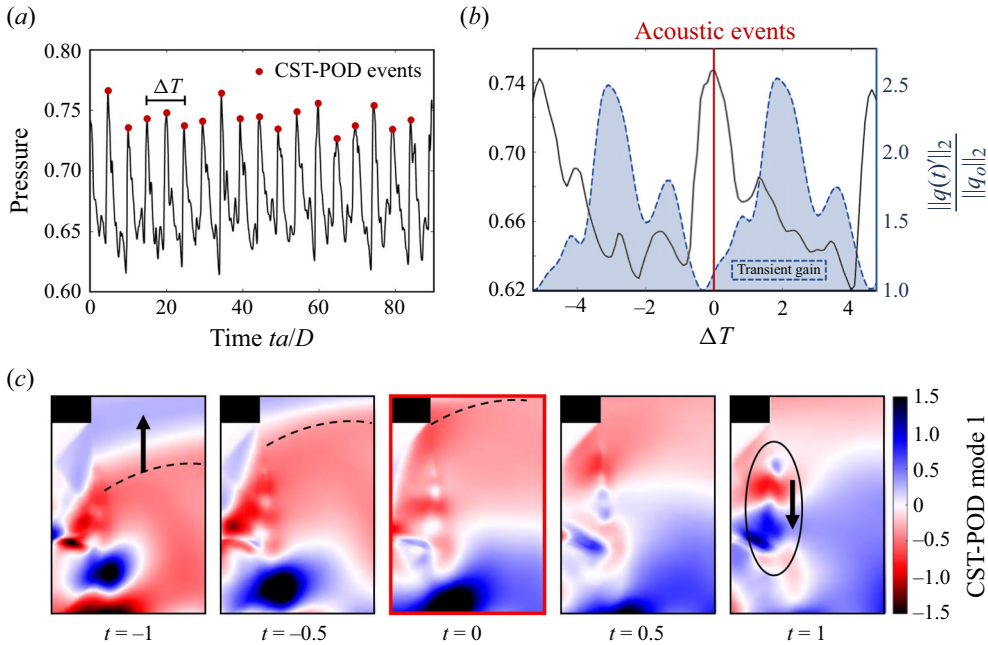 (a)
0.80
0.75
0.70
0.65
0.60
Pressure
CST-POD events
ΔT
0
20
40
60
80
Time ta/D
(b)
Acoustic events
0.74
0.70
0.66
0.62
2.5
2.0
1.5
1.0
||q(t)′||₂
||qₒ||₂
Transient gain
–4
–2
0
2
4
ΔT
(c)
t = –1
t = –0.5
t = 0
t = 0.5
t = 1
1.5
1.0
0.5
0
–0.5
–1.0
–1.5
CST-POD mode 1